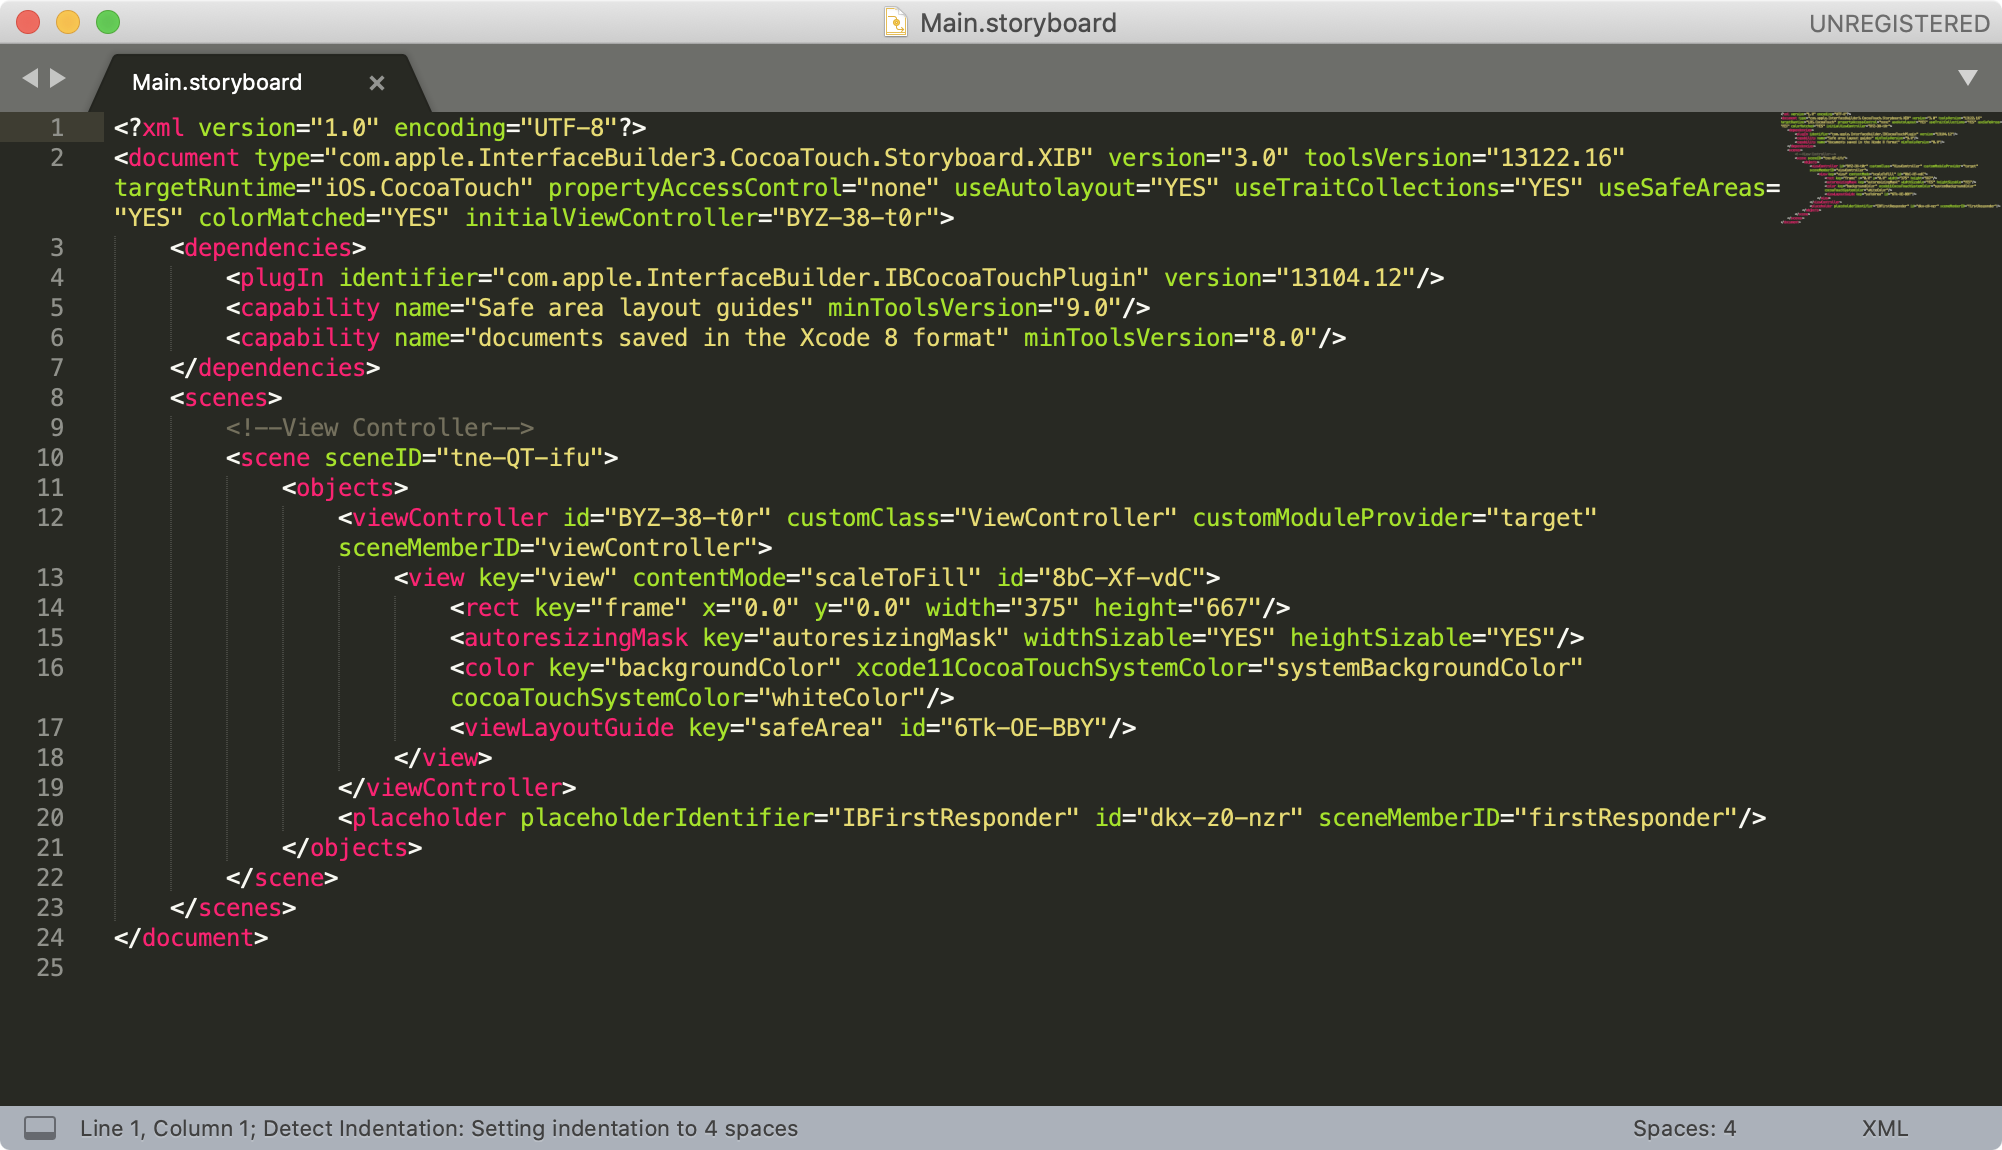 Main.storyboard
UNREGISTERED
Main.storyboard ×
1 <?xml version="1.0" encoding="UTF-8"?>
2 <document type="com.apple.InterfaceBuilder3.CocoaTouch.Storyboard.XIB" version="3.0" toolsVersion="13122.16"
targetRuntime="iOS.CocoaTouch" propertyAccessControl="none" useAutolayout="YES" useTraitCollections="YES" useSafeAreas=
"YES" colorMatched="YES" initialViewController="BYZ-38-t0r">
3     <dependencies>
4         <plugIn identifier="com.apple.InterfaceBuilder.IBCocoaTouchPlugin" version="13104.12"/>
5         <capability name="Safe area layout guides" minToolsVersion="9.0"/>
6         <capability name="documents saved in the Xcode 8 format" minToolsVersion="8.0"/>
7     </dependencies>
8     <scenes>
9         <!--View Controller-->
10         <scene sceneID="tne-QT-ifu">
11             <objects>
12                 <viewController id="BYZ-38-t0r" customClass="ViewController" customModuleProvider="target"
                sceneMemberID="viewController">
13                     <view key="view" contentMode="scaleToFill" id="8bC-Xf-vdC">
14                         <rect key="frame" x="0.0" y="0.0" width="375" height="667"/>
15                         <autoresizingMask key="autoresizingMask" widthSizable="YES" heightSizable="YES"/>
16                         <color key="backgroundColor" xcode11CocoaTouchSystemColor="systemBackgroundColor"
                        cocoaTouchSystemColor="whiteColor"/>
17                         <viewLayoutGuide key="safeArea" id="6Tk-OE-BBY"/>
18                     </view>
19                 </viewController>
20                 <placeholder placeholderIdentifier="IBFirstResponder" id="dkx-z0-nzr" sceneMemberID="firstResponder"/>
21             </objects>
22         </scene>
23     </scenes>
24 </document>
25
Line 1, Column 1; Detect Indentation: Setting indentation to 4 spaces
Spaces: 4
XML